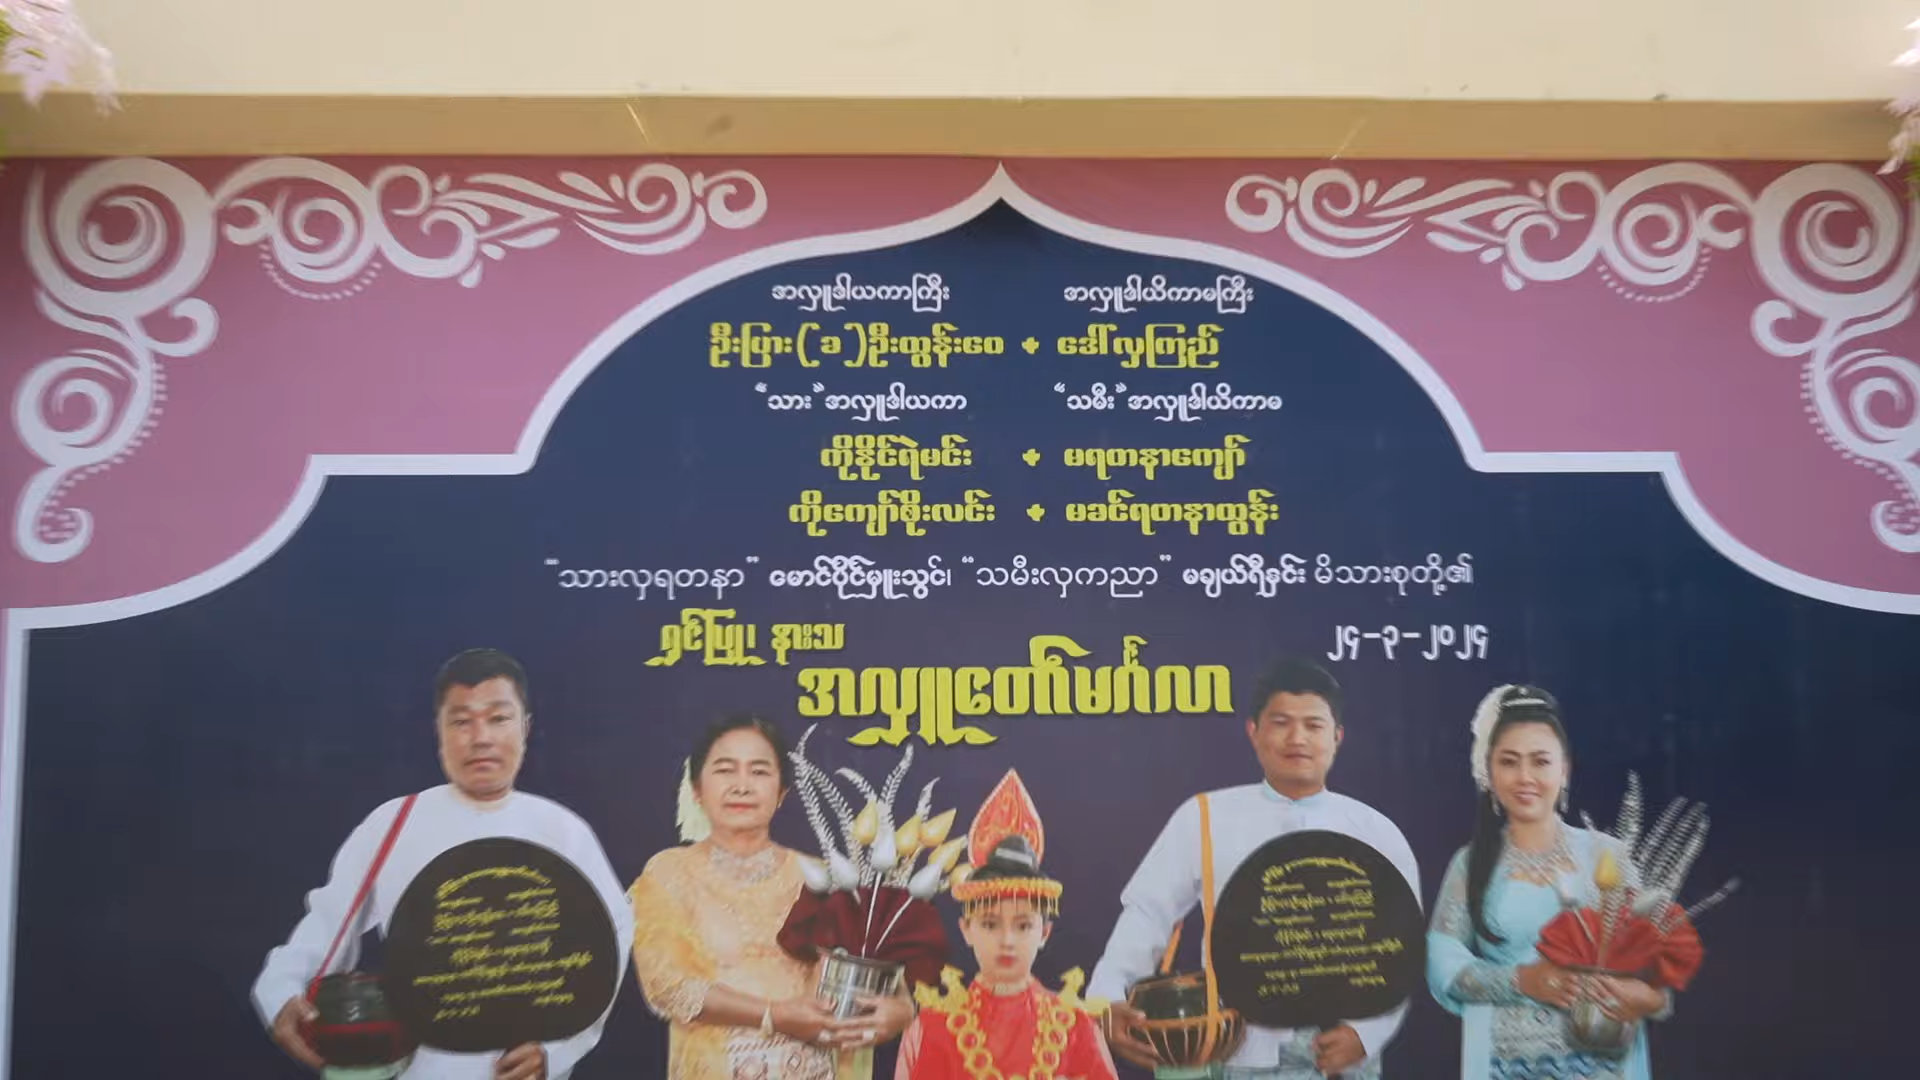 အလှူဒါယကာကြီး အလှူဒါယိကာမကြီး
ဦးပြား(ခ)ဦးထွန်းဝေ + ဒေါ်လှကြည်
“သား”အလှူဒါယကာ “သမီး”အလှူဒါယိကာမ
ကိုနိုင်ရဲမင်း + မရတနာကျော်
ကိုကျော်စိုးလင်း + မခင်ရတနာထွန်း
“သားလှရတနာ” မောင်ပိုင်မှူးသွင်၊ “သမီးလှကညာ” မချယ်ရီနှင်း မိသားစုတို့၏
ရှင်ပြု၊ နားသ ၂၄-၃-၂၀၂၄
အလှူတော်မင်္ဂလာ